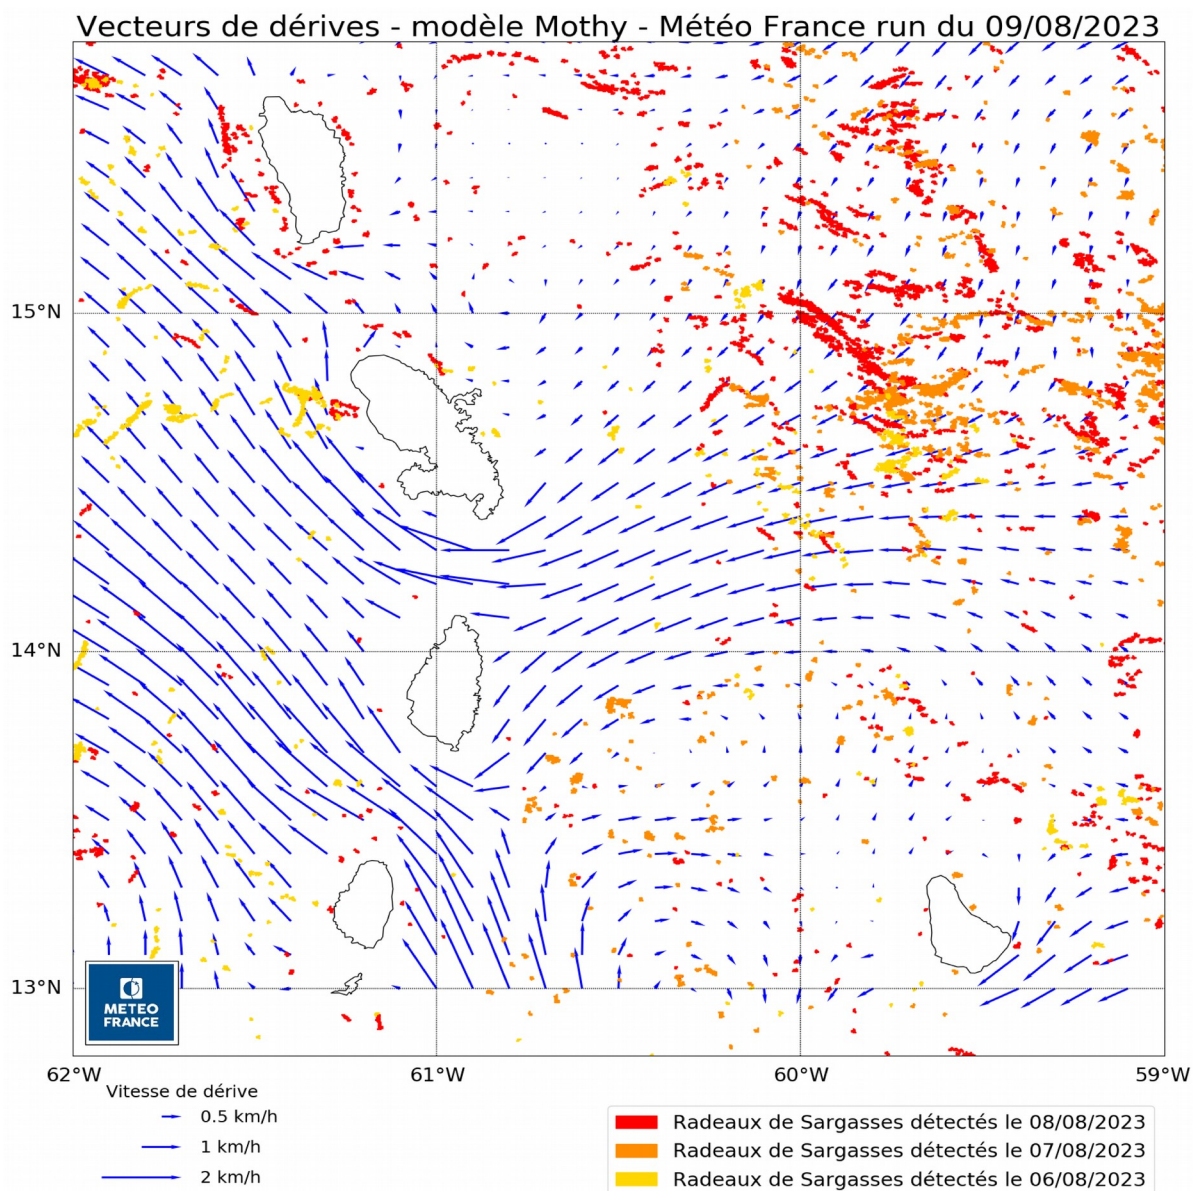 Vecteurs de dérives - modèle Mothy - Météo France run du 09/08/2023
15°N
14°N
13°N
METEO
FRANCE
62°W
61°W
60°W
59°W
Vitesse de dérive
0.5 km/h
1 km/h
2 km/h
Radeaux de Sargasses détectés le 08/08/2023
Radeaux de Sargasses détectés le 07/08/2023
Radeaux de Sargasses détectés le 06/08/2023